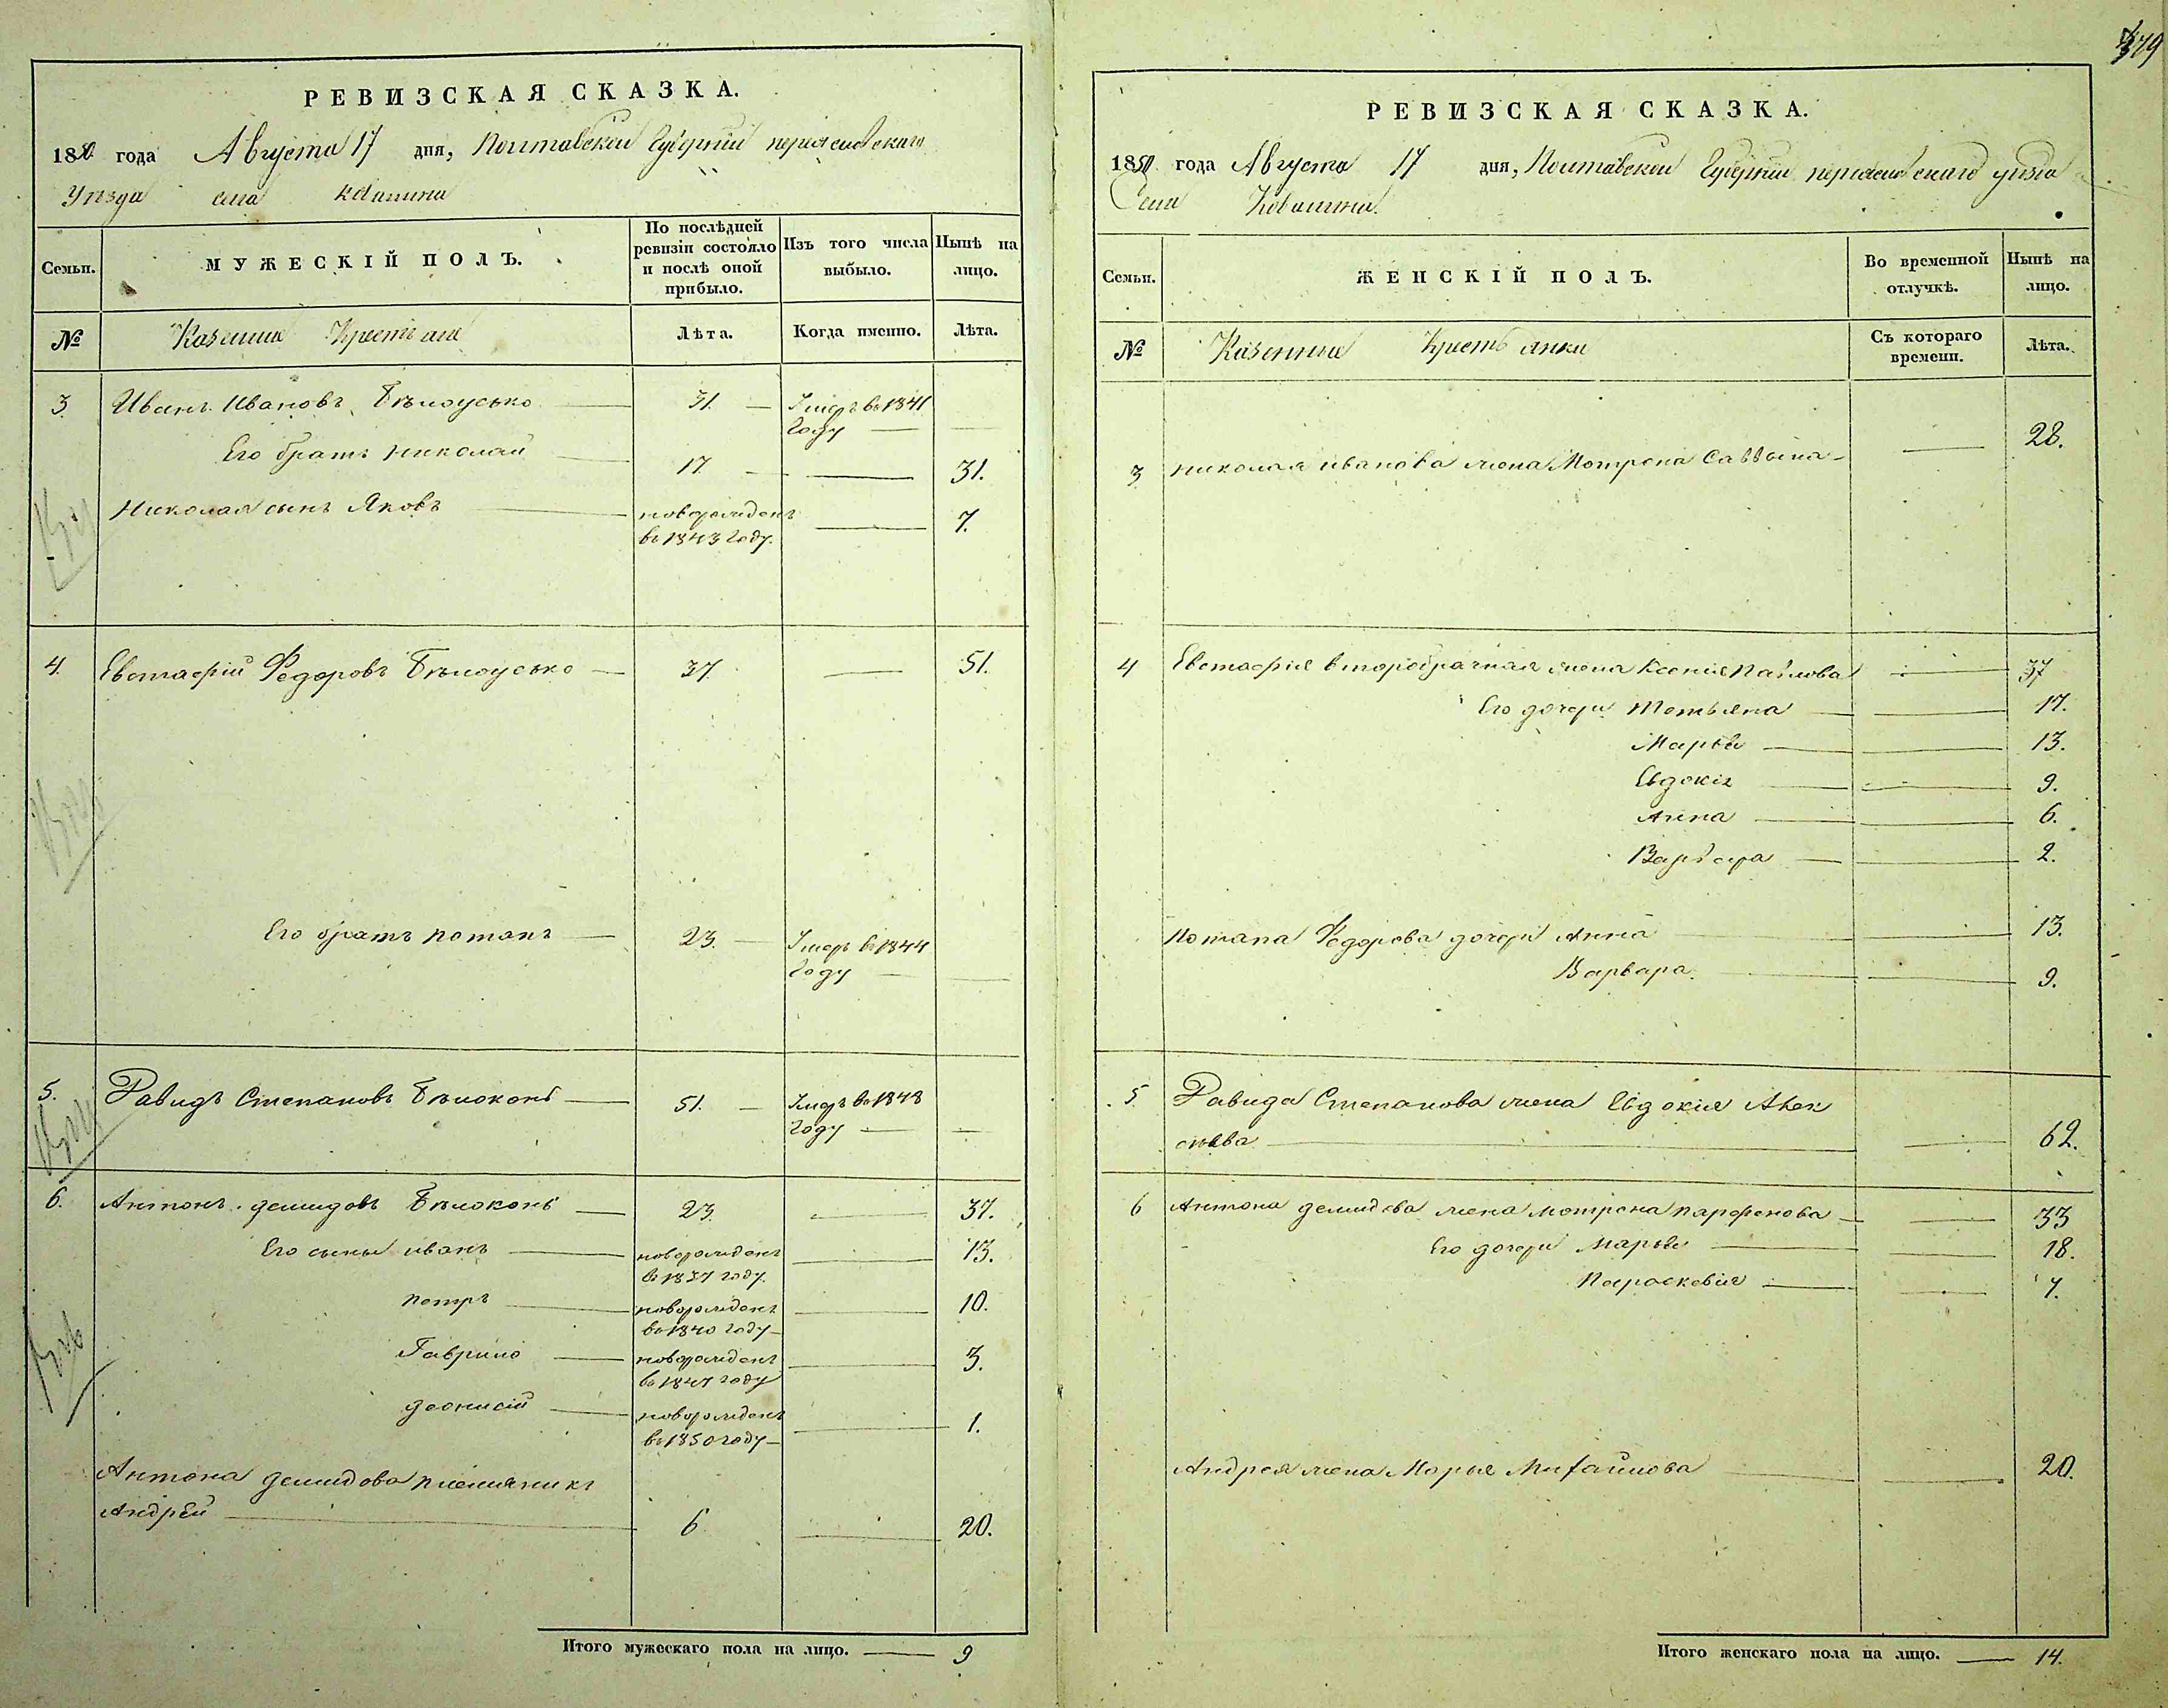 379
РЕВИЗСКАЯ СКАЗКА.
1850 года Августа 17 дня, Полтавской Губерніи переяславского
Уезда села Ковалина
Семьи.
МУЖЕСКІЙ ПОЛЪ.
По послѣдней ревизіи состояло и послѣ оной прибыло.
Изъ того числа выбыло.
Нынѣ на лицо.
№
Казенные Крестьяне
Лѣта.
Когда именно.
Лѣта.
3. Иванъ Ивановъ Бѣлоусько 31. Умеръ въ 1841 Году
Его братъ Николай 17 31.
Николая сынъ Яковъ новорожденъ въ 1843 Году. 7.
4. Евстафій Федоровъ Бѣлоусько 37. 51.
Его братъ Потапъ 23. Умеръ въ 1844 Году
5. Давидъ Степановъ Бѣлоконь 51. Умеръ въ 1848 Году
6. Антонъ Демидовъ Бѣлоконь 23. 37.
Его сыны Иванъ новорожденъ въ 1837 году. 13.
Петръ новорожденъ въ 1840 году 10.
Гаврило новорожденъ въ 1847 году 3.
Деонисій новорожденъ въ 1850 году 1.
Антона Демидова племянникъ
Андрей 6 20.
Итого мужескаго пола на лицо. 9
РЕВИЗСКАЯ СКАЗКА.
1850 года Августа 17 дня, Полтавской Губерніи переяславского уезда
Села Ковалина.
Семьи.
ЖЕНСКІЙ ПОЛЪ.
Во временной отлучкѣ.
Нынѣ на лицо.
№
Казенные Крестьянки
Съ котораго времени.
Лѣта.
3 Николая Иванова жена Мотрона Саввына 28.
4 Евстафія второбрачная жена Ксенія Павлова 37
Его дочери Татьяна 17.
Марья 13.
Евдокія 9.
Анна 6.
Варвара 2.
Потапа Федорова дочери Анна 13.
Варвара. 9.
5 Давида Степанова жена Евдокія Алек
сѣева 62.
6 Антона Демидова жена Мотрона Парфенова 33
Его дочери Марья 18.
Параскевія 7.
Андрея жена Марья Михайлова 20.
Итого женскаго пола на лицо. 14.